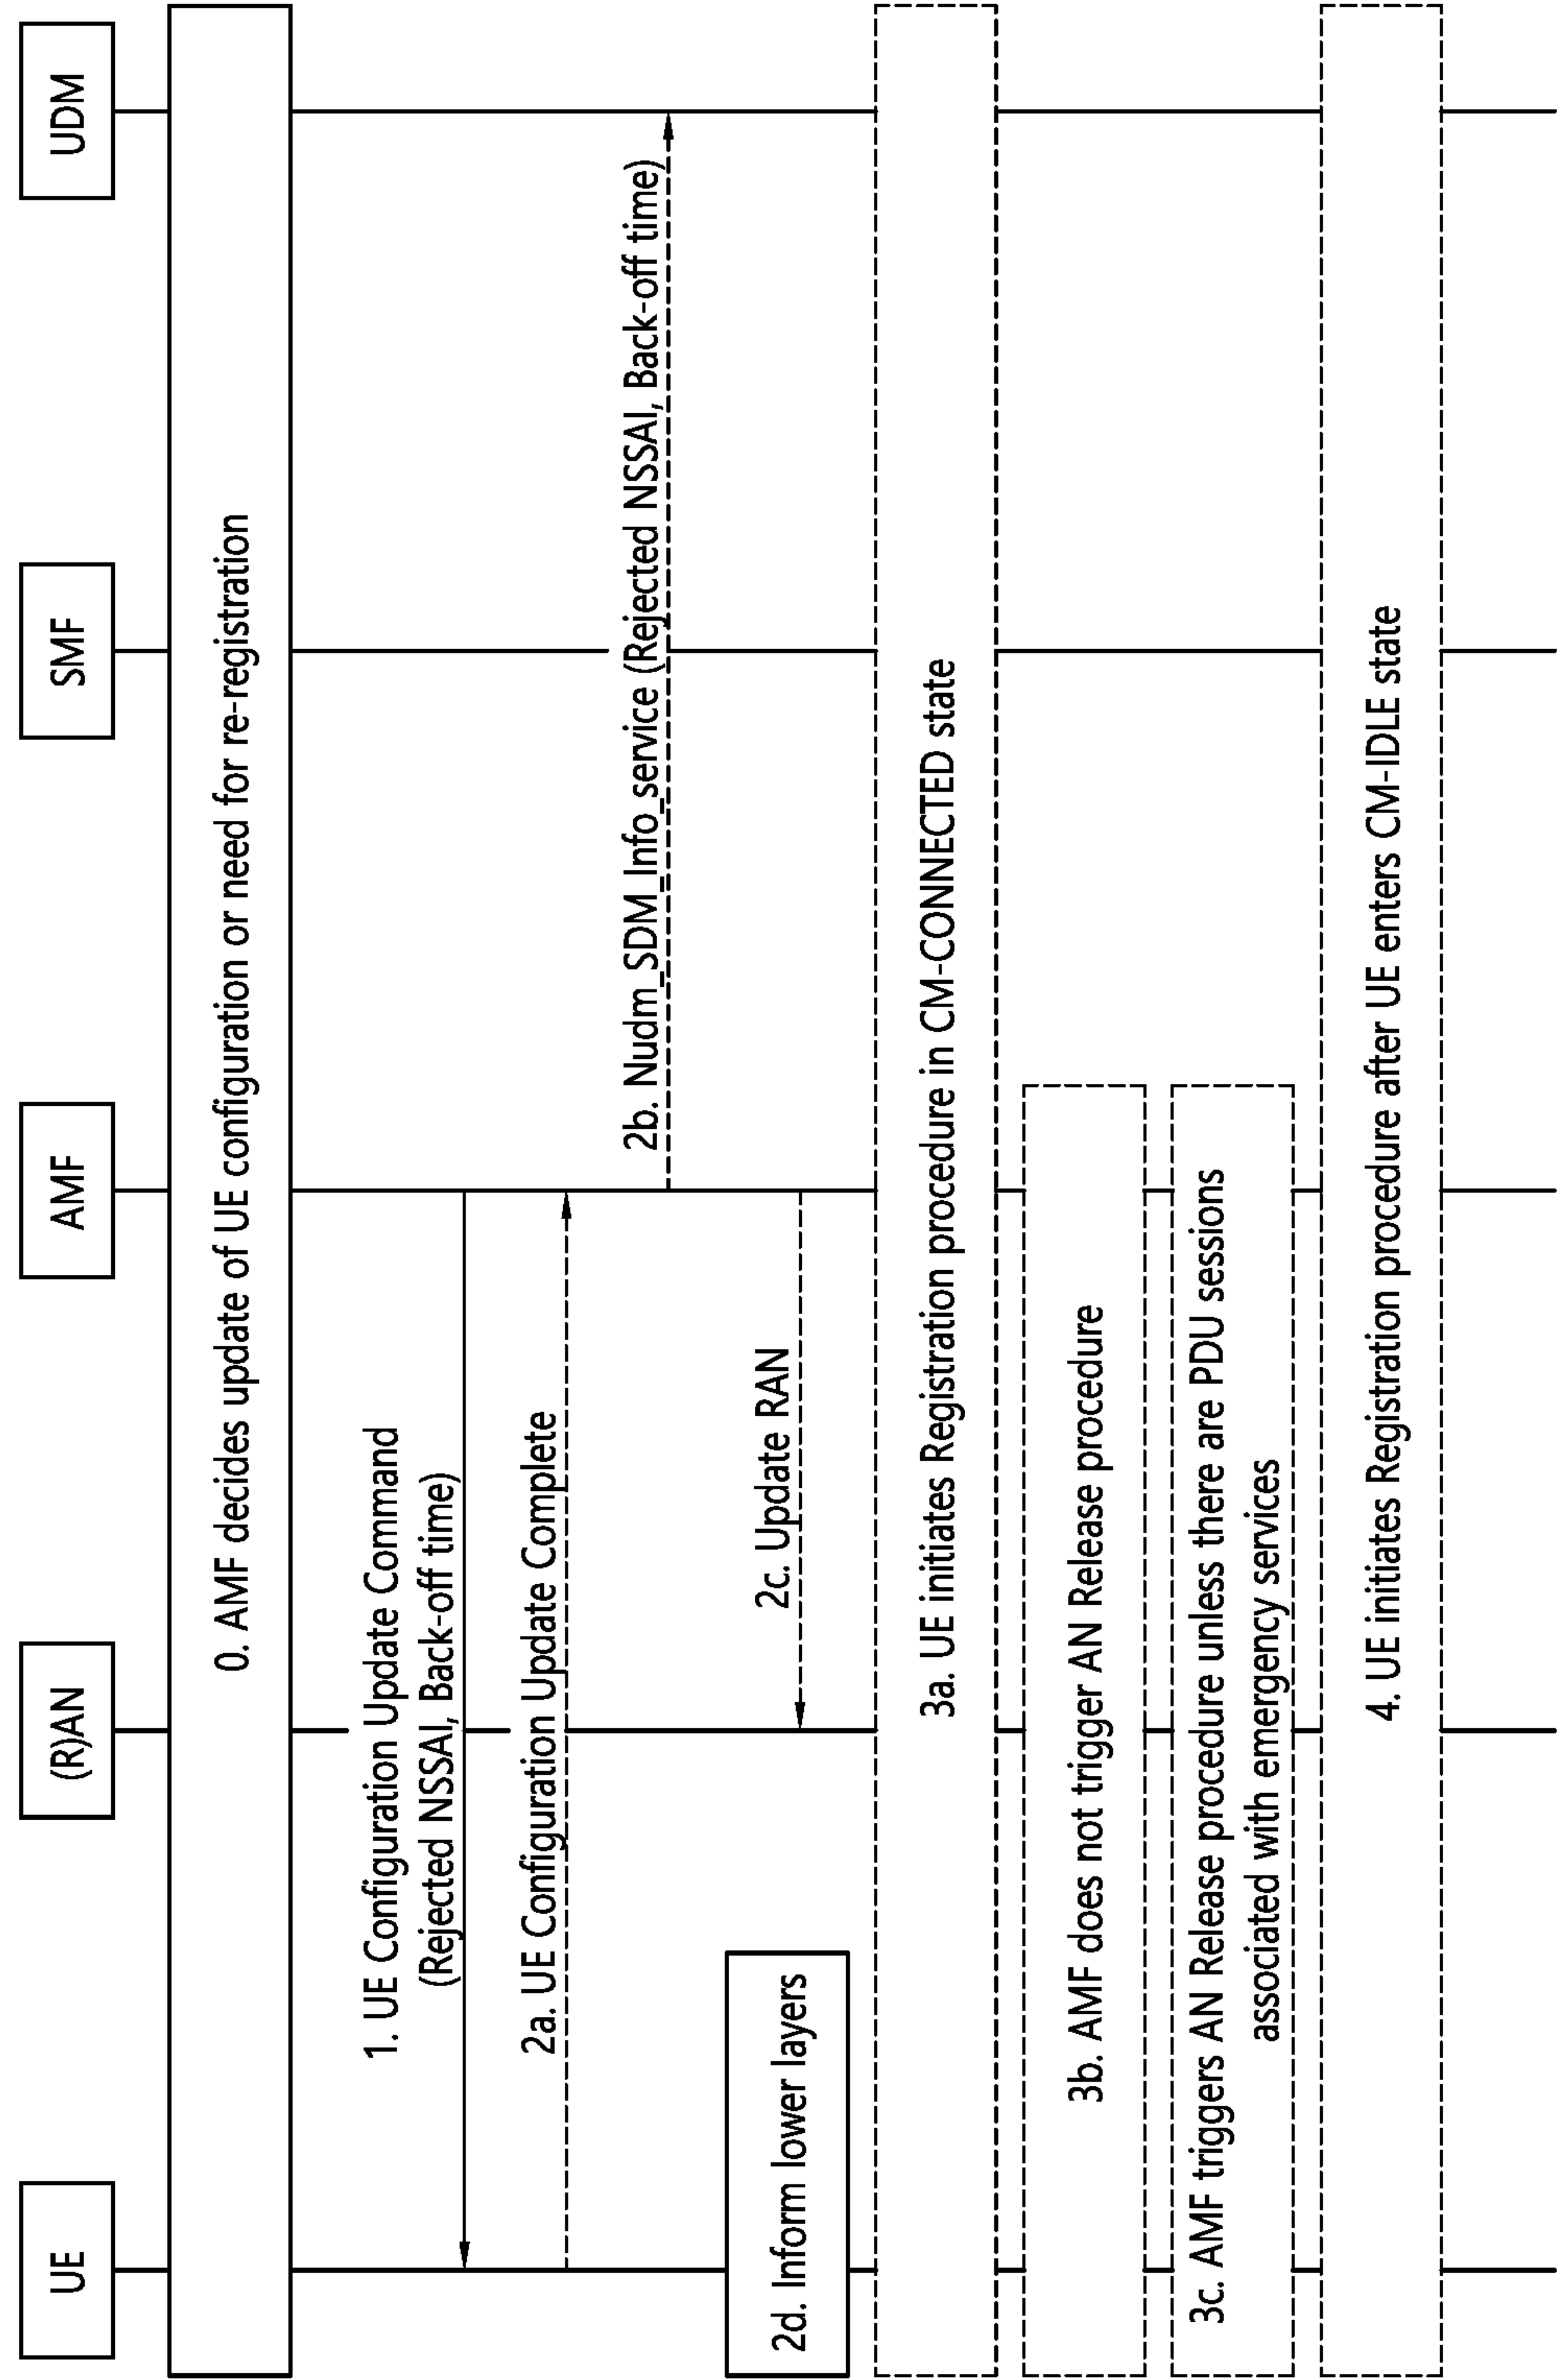 UE
(R)AN
AMF
SMF
UDM
0. AMF decides update of UE configuration or need for re-registration
1. UE Configuration Update Command
(Rejected NSSAI, Back-off time)
2a. UE Configuration Update Complete
2b. Nudm_SDM_Info_service (Rejected NSSAI, Back-off time)
2c. Update RAN
2d. Inform lower layers
3a. UE initiates Registration procedure in CM-CONNECTED state
3b. AMF does not trigger AN Release procedure
3c. AMF triggers AN Release procedure unless there are PDU sessions
associated with emergency services
4. UE initiates Registration procedure after UE enters CM-IDLE state